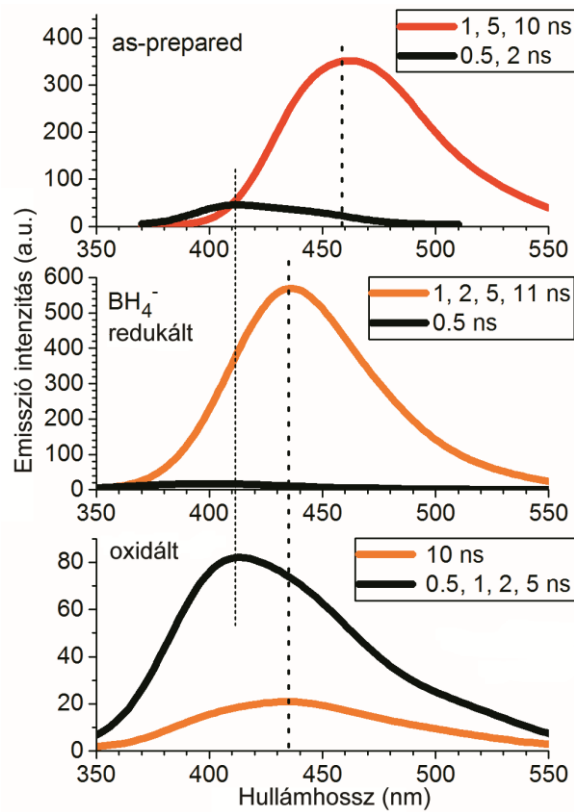 Emisszió intenzítás (a.u.)
400
300
200
100
0
as-prepared
1, 5, 10 ns
0.5, 2 ns
350 400 450 500 550
600
500
400
300
200
100
0
BH₄⁻
redukált
1, 2, 5, 11 ns
0.5 ns
350 400 450 500 550
80
60
40
20
0
oxidált
10 ns
0.5, 1, 2, 5 ns
350 400 450 500 550
Hullámhossz (nm)